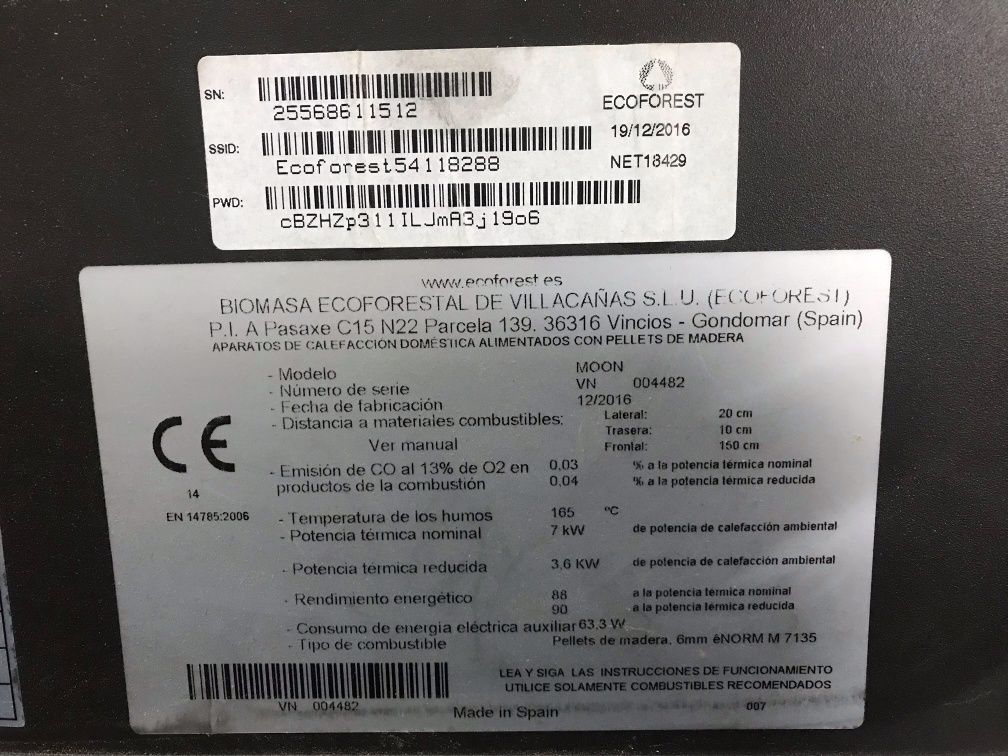 SN:
25568611512
ECOFOREST
19/12/2016
SSID:
Ecoforest54118288
NET18429
PWD:
cBZHZp311ILJmA3j19o6
www.ecoforest.es
BIOMASA ECOFORESTAL DE VILLACAÑAS S.L.U. (ECOFOREST)
P.I. A Pasaxe C15 N22 Parcela 139. 36316 Vincios - Gondomar (Spain)
APARATOS DE CALEFACCIÓN DOMÉSTICA ALIMENTADOS CON PELLETS DE MADERA
- Modelo MOON
- Número de serie VN 004482
- Fecha de fabricación 12/2016
- Distancia a materiales combustibles: Lateral: 20 cm
Trasera: 10 cm
Ver manual Frontal: 150 cm
CE
- Emisión de CO al 13% de O2 en 0,03 % a la potencia térmica nominal
productos de la combustión 0,04 % a la potencia térmica reducida
14
EN 14785:2006
- Temperatura de los humos 165 ºC
- Potencia térmica nominal 7 kW de potencia de calefacción ambiental
- Potencia térmica reducida 3,6 KW de potencia de calefacción ambiental
- Rendimiento energético 88 a la potencia térmica nominal
90 a la potencia térmica reducida
- Consumo de energia eléctrica auxiliar 63.3 W
- Tipo de combustible Pellets de madera, 6mm éNORM M 7135
LEA Y SIGA LAS INSTRUCCIONES DE FUNCIONAMIENTO
UTILICE SOLAMENTE COMBUSTIBLES RECOMENDADOS
VN 004482
Made in Spain
007